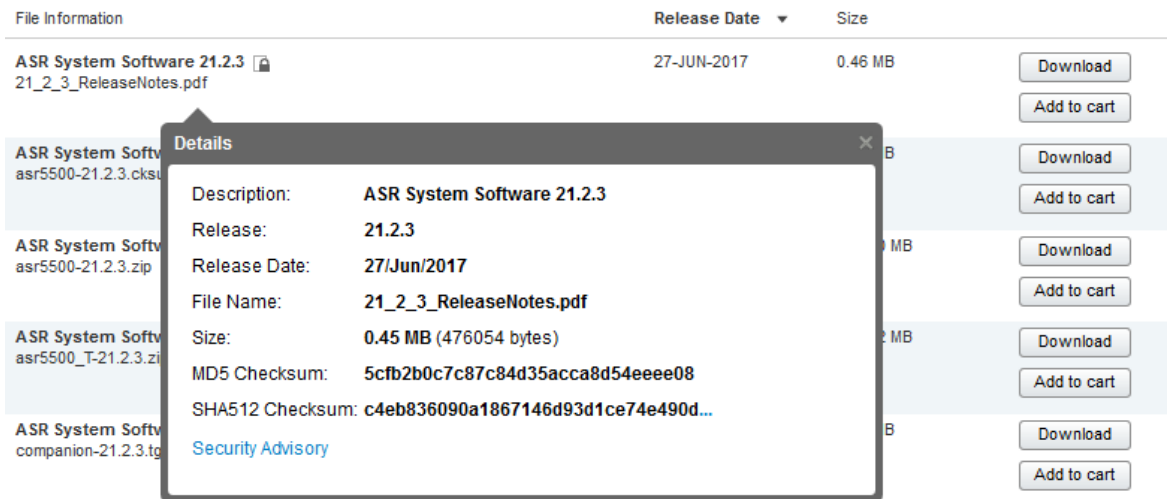 File Information Release Date Size
ASR System Software 21.2.3 27-JUN-2017 0.46 MB Download
21_2_3_ReleaseNotes.pdf
Add to cart
Details
ASR System Softw B Download
asr5500-21.2.3.cksu
Add to cart
Description: ASR System Software 21.2.3
Release: 21.2.3
ASR System Softw MB Download
asr5500-21.2.3.zip
Release Date: 27/Jun/2017
Add to cart
File Name: 21_2_3_ReleaseNotes.pdf
ASR System Softw MB Download
Size: 0.45 MB (476054 bytes)
asr5500_T-21.2.3.zi
MD5 Checksum: 5cfb2b0c7c87c84d35acca8d54eeee08
Add to cart
SHA512 Checksum: c4eb836090a1867146d93d1ce74e490d...
ASR System Softw B Download
companion-21.2.3.tg
Security Advisory
Add to cart